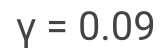 γ = 0.09